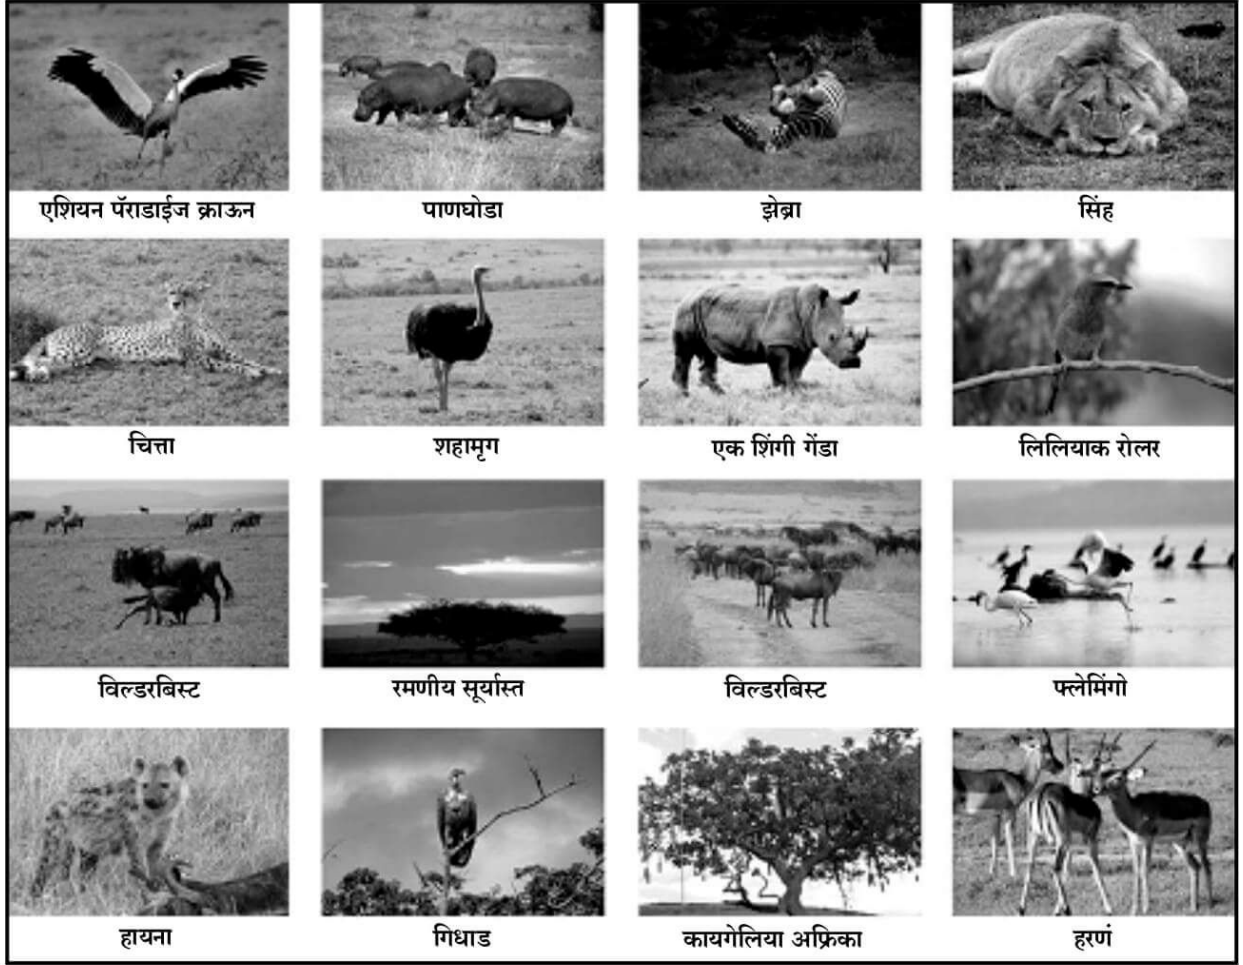 एशियन पॅराडाईज क्राऊन
पाणघोडा
झेब्रा
सिंह
चित्ता
शहामृग
एक शिंगी गेंडा
लिलियाक रोलर
विल्डरबिस्ट
रमणीय सूर्यास्त
विल्डरबिस्ट
फ्लेमिंगो
हायना
गिधाड
कायगेलिया अफ्रिका
हरणं